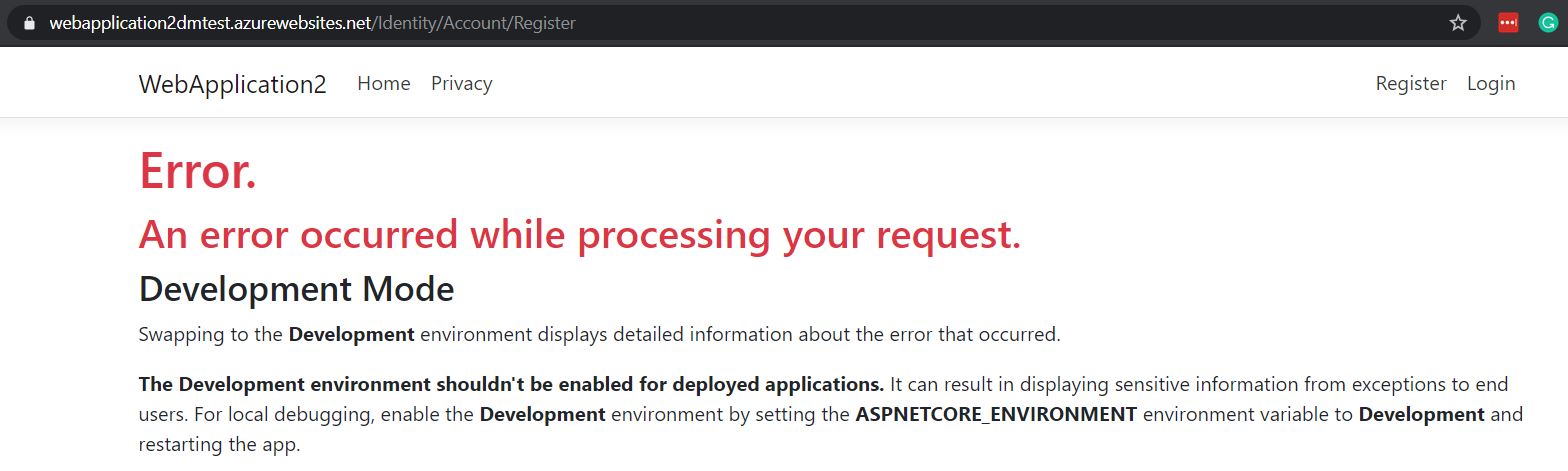 webapplication2dmtest.azurewebsites.net/Identity/Account/Register
WebApplication2 Home Privacy Register Login
Error.
An error occurred while processing your request.
Development Mode
Swapping to the Development environment displays detailed information about the error that occurred.
The Development environment shouldn't be enabled for deployed applications. It can result in displaying sensitive information from exceptions to end
users. For local debugging, enable the Development environment by setting the ASPNETCORE_ENVIRONMENT environment variable to Development and
restarting the app.